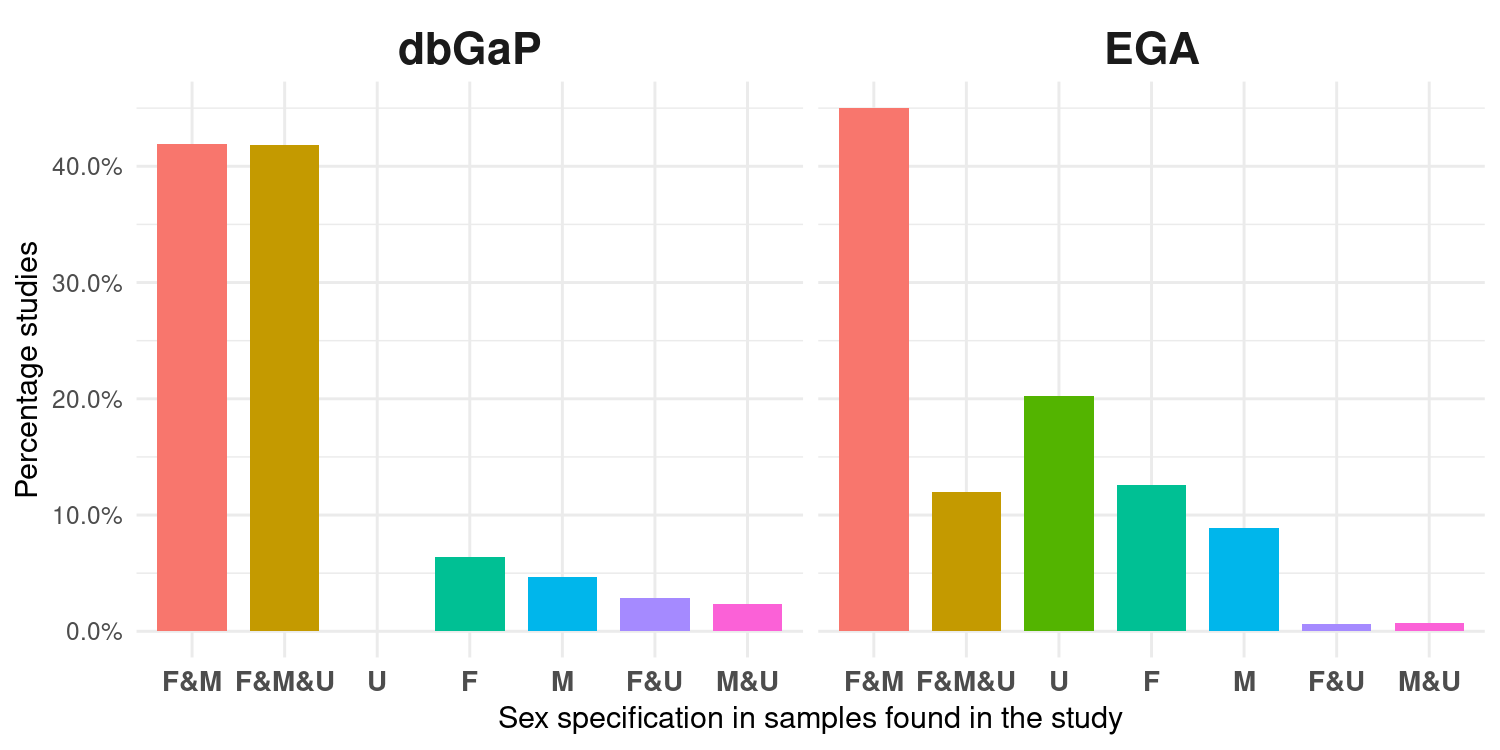 dbGaP
EGA
Percentage studies
40.0%
30.0%
20.0%
10.0%
0.0%
F&M F&M&U U F M F&U M&U
F&M F&M&U U F M F&U M&U
Sex specification in samples found in the study